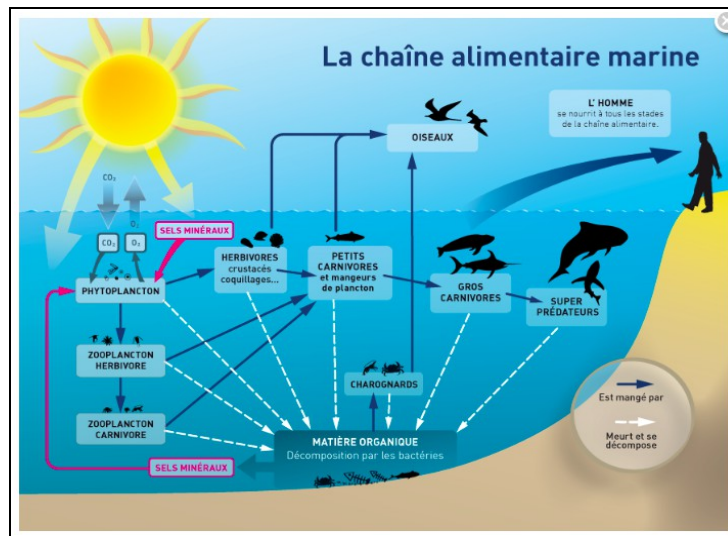 La chaîne alimentaire marine
L' HOMME
se nourrit à tous les stades
de la chaîne alimentaire.
OISEAUX
CO₂
O₂
SELS MINÉRAUX
CO₂
O₂
HERBIVORES
crustacés
coquillages...
PETITS
CARNIVORES
et mangeurs
de plancton
PHYTOPLANCTON
GROS
CARNIVORES
SUPER
PRÉDATEURS
ZOOPLANCTON
HERBIVORE
CHAROGNARDS
Est mangé par
ZOOPLANCTON
CARNIVORE
Meurt et se
décompose
MATIÈRE ORGANIQUE
Décomposition par les bactéries
SELS MINÉRAUX